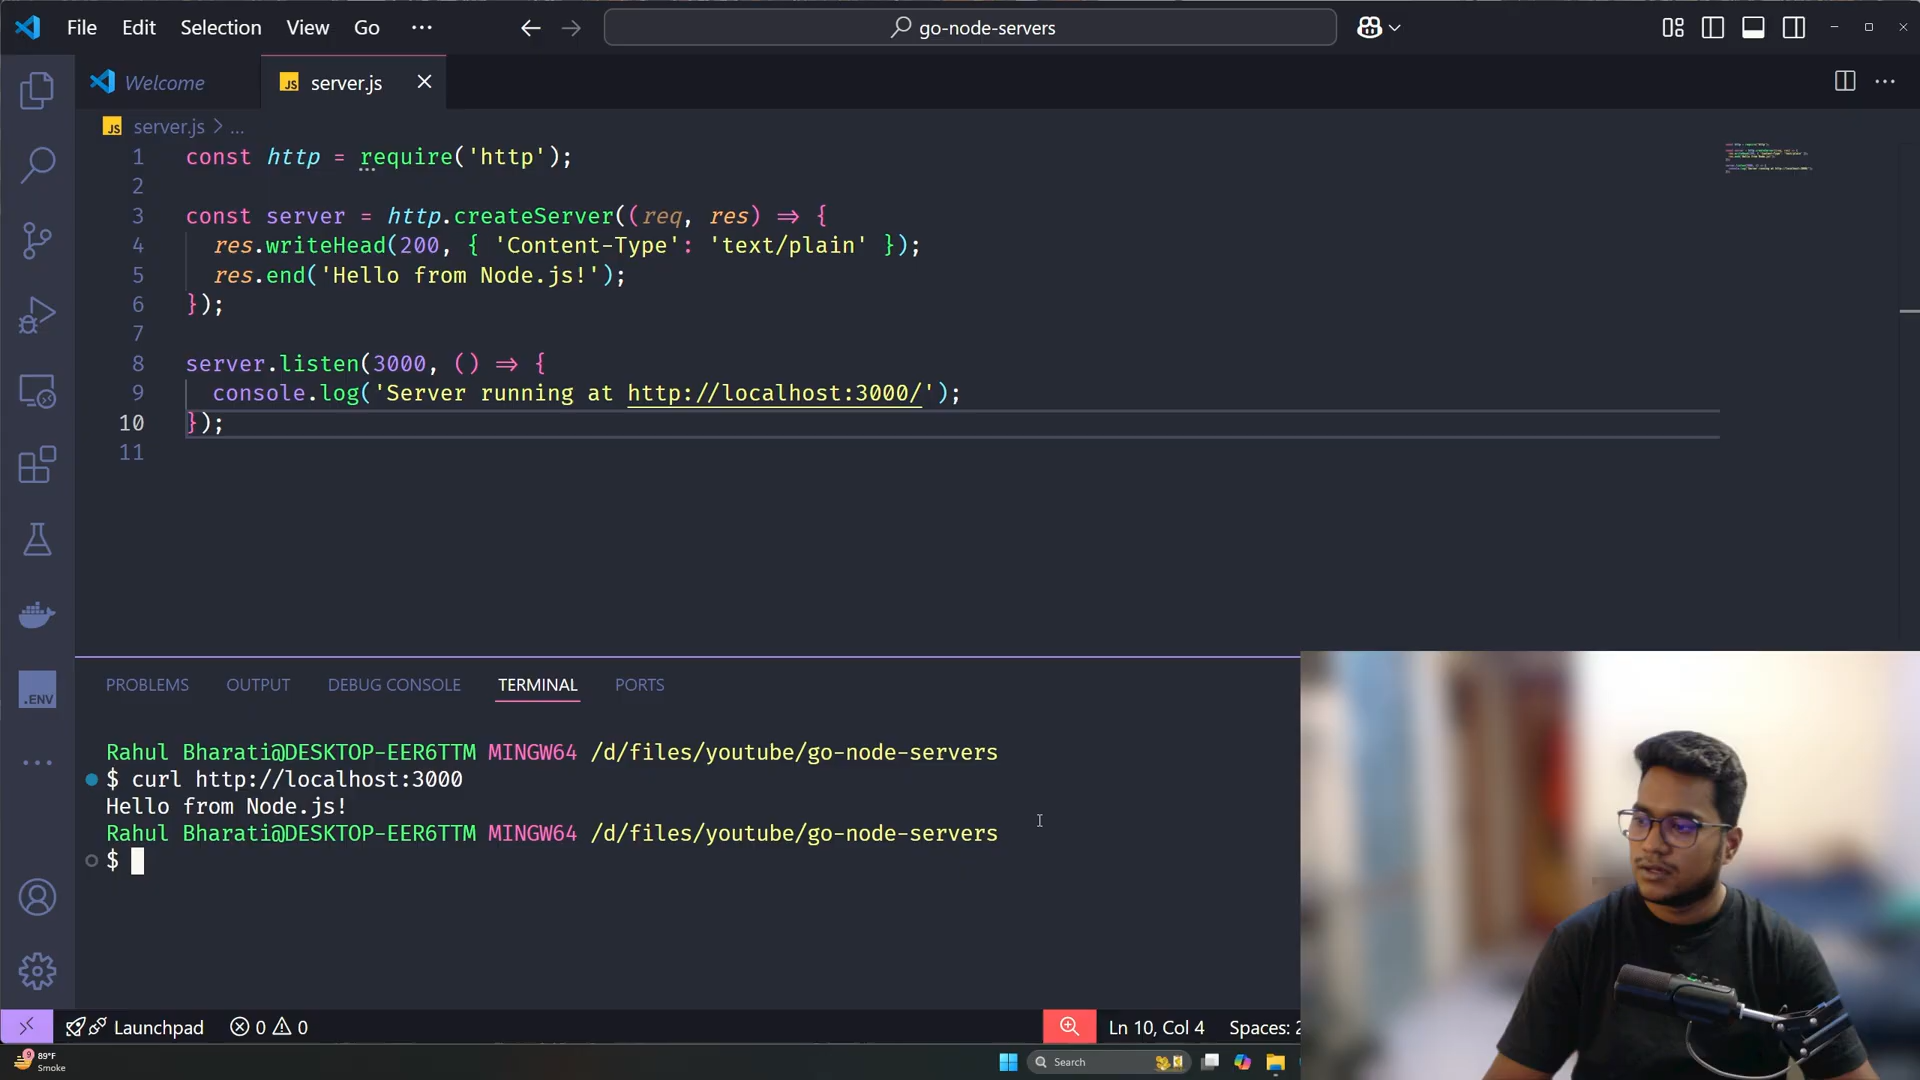 File Edit Selection View Go ··· go-node-servers
Welcome JS server.js
JS server.js > ...
1 const http = require('http');
2
3 const server = http.createServer((req, res) => {
4 res.writeHead(200, { 'Content-Type': 'text/plain' });
5 res.end('Hello from Node.js!');
6 });
7
8 server.listen(3000, () => {
9 console.log('Server running at http://localhost:3000/');
10 });
11
.ENV
PROBLEMS OUTPUT DEBUG CONSOLE TERMINAL PORTS
Rahul Bharati@DESKTOP-EER6TTM MINGW64 /d/files/youtube/go-node-servers
$ curl http://localhost:3000
Hello from Node.js!
Rahul Bharati@DESKTOP-EER6TTM MINGW64 /d/files/youtube/go-node-servers
$
Launchpad 0 0 Ln 10, Col 4 Spaces: 2
89°F
Smoke
Search